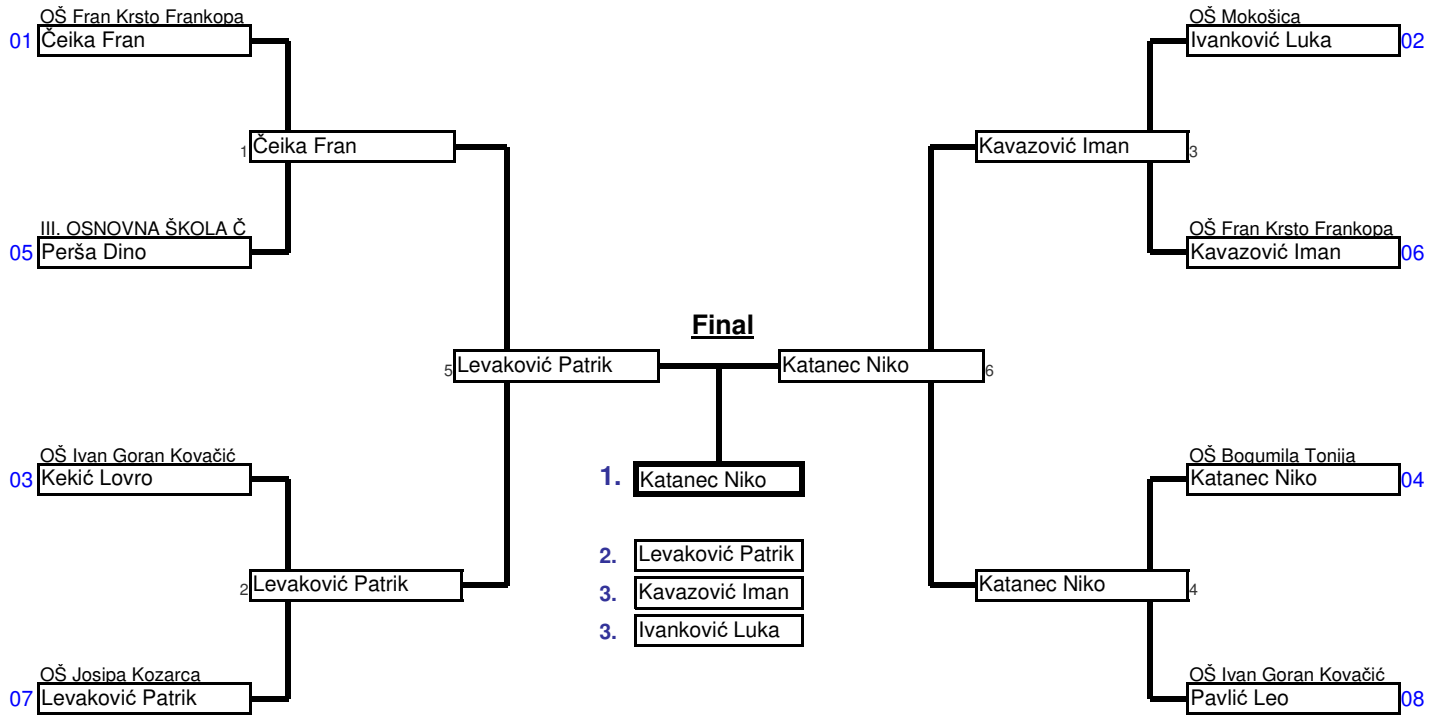 OŠ Fran Krsto Frankopa
01 Čeika Fran
OŠ Mokošica
Ivanković Luka 02
1 Čeika Fran
Kavazović Iman 3
III. OSNOVNA ŠKOLA Č
05 Perša Dino
OŠ Fran Krsto Frankopa
Kavazović Iman 06
Final
5 Levaković Patrik
Katanec Niko 6
OŠ Ivan Goran Kovačić
03 Kekić Lovro
1. Katanec Niko
OŠ Bogumila Tonija
Katanec Niko 04
2. Levaković Patrik
3. Kavazović Iman
3. Ivanković Luka
2 Levaković Patrik
Katanec Niko 4
OŠ Josipa Kozarca
07 Levaković Patrik
OŠ Ivan Goran Kovačić
Pavlić Leo 08